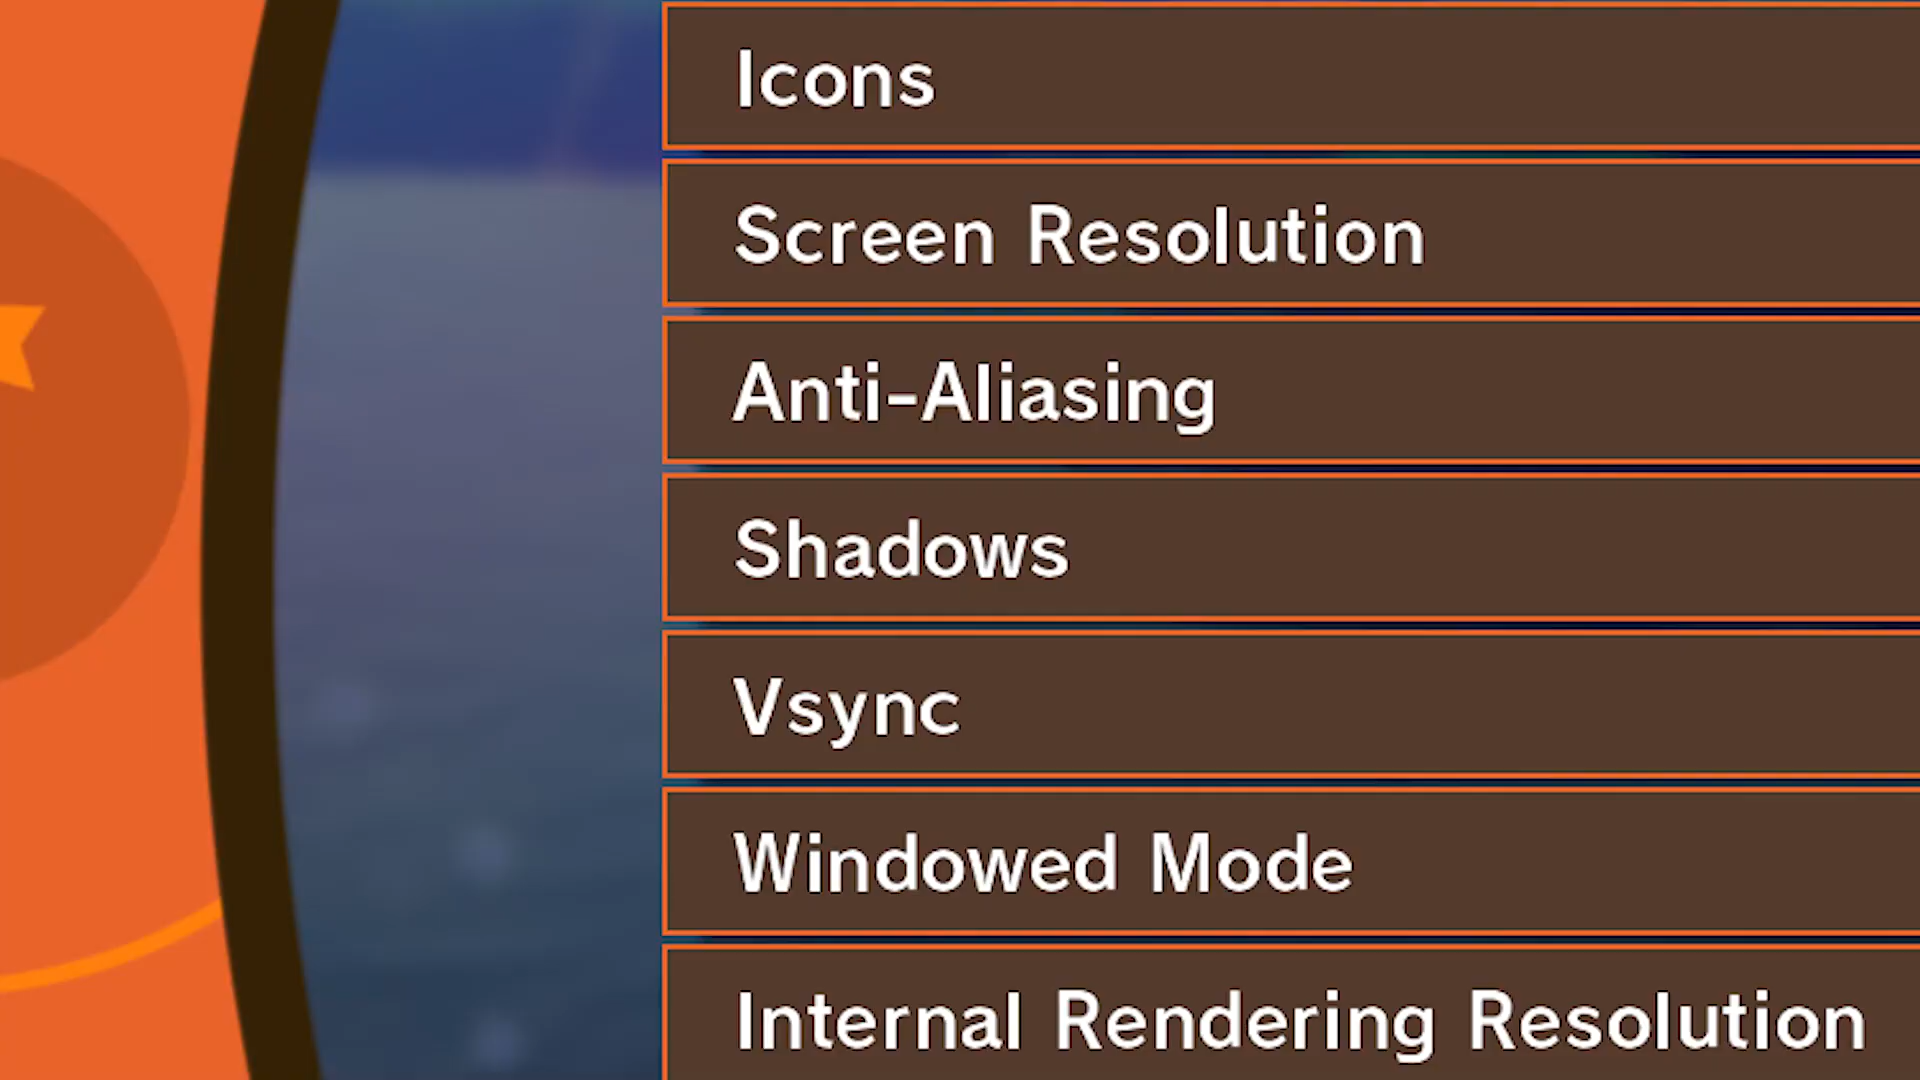 Icons
Screen Resolution
Anti-Aliasing
Shadows
Vsync
Windowed Mode
Internal Rendering Resolution